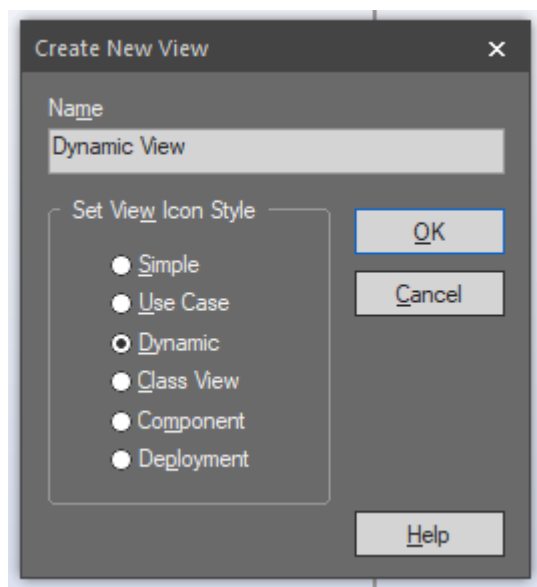 Create New View
Name
Dynamic View
Set View Icon Style
OK
Simple
Cancel
Use Case
Dynamic
Class View
Component
Deployment
Help